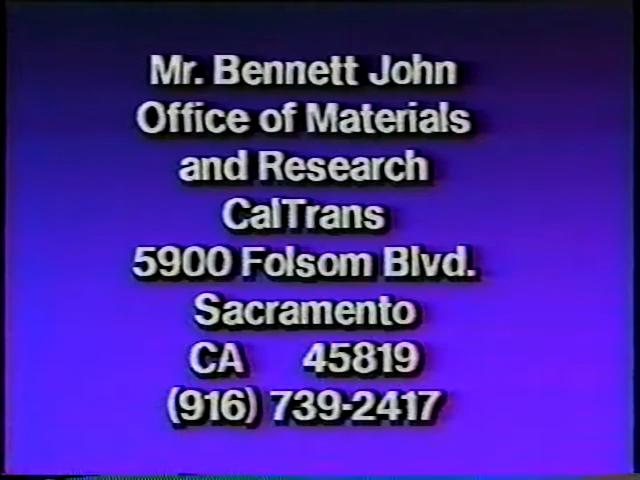 Mr. Bennett John
Office of Materials
and Research
CalTrans
5900 Folsom Blvd.
Sacramento
CA 45819
(916) 739-2417